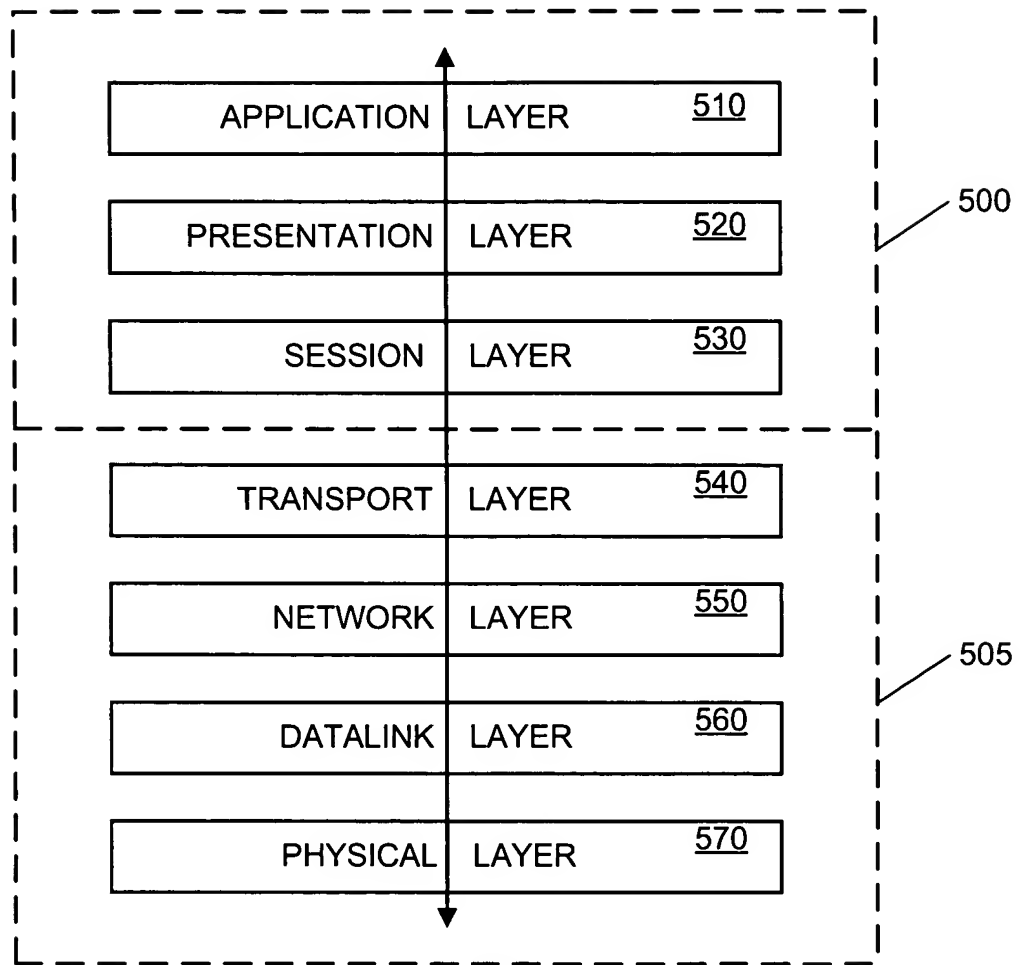 APPLICATION LAYER 510
500
PRESENTATION LAYER 520
SESSION LAYER 530
TRANSPORT LAYER 540
NETWORK LAYER 550
505
DATALINK LAYER 560
PHYSICAL LAYER 570